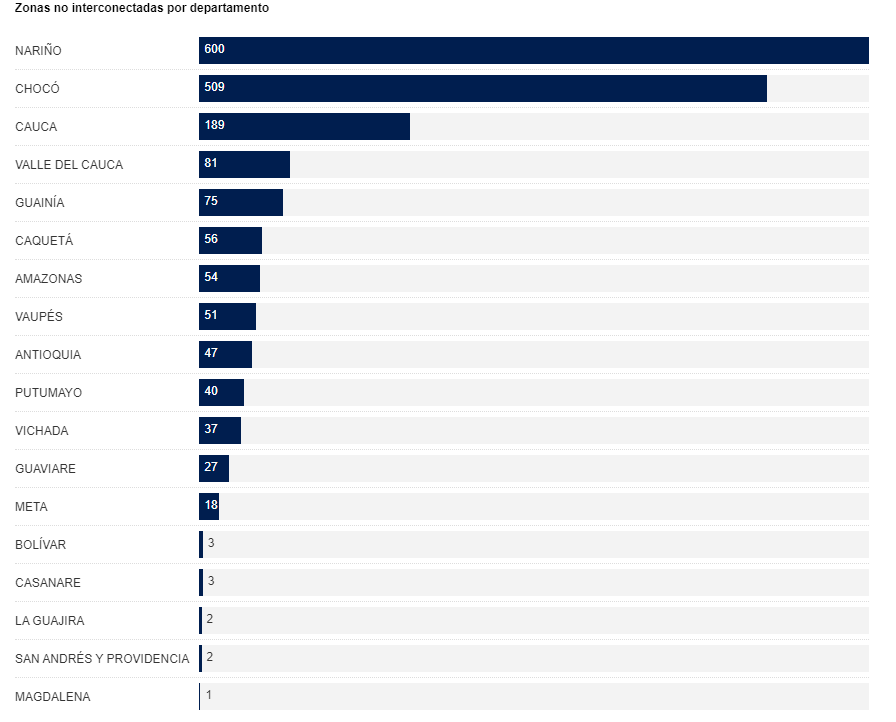 Zonas no interconectadas por departamento
NARIÑO 600
CHOCÓ 509
CAUCA 189
VALLE DEL CAUCA 81
GUAINÍA 75
CAQUETÁ 56
AMAZONAS 54
VAUPÉS 51
ANTIOQUIA 47
PUTUMAYO 40
VICHADA 37
GUAVIARE 27
META 18
BOLÍVAR 3
CASANARE 3
LA GUAJIRA 2
SAN ANDRÉS Y PROVIDENCIA 2
MAGDALENA 1